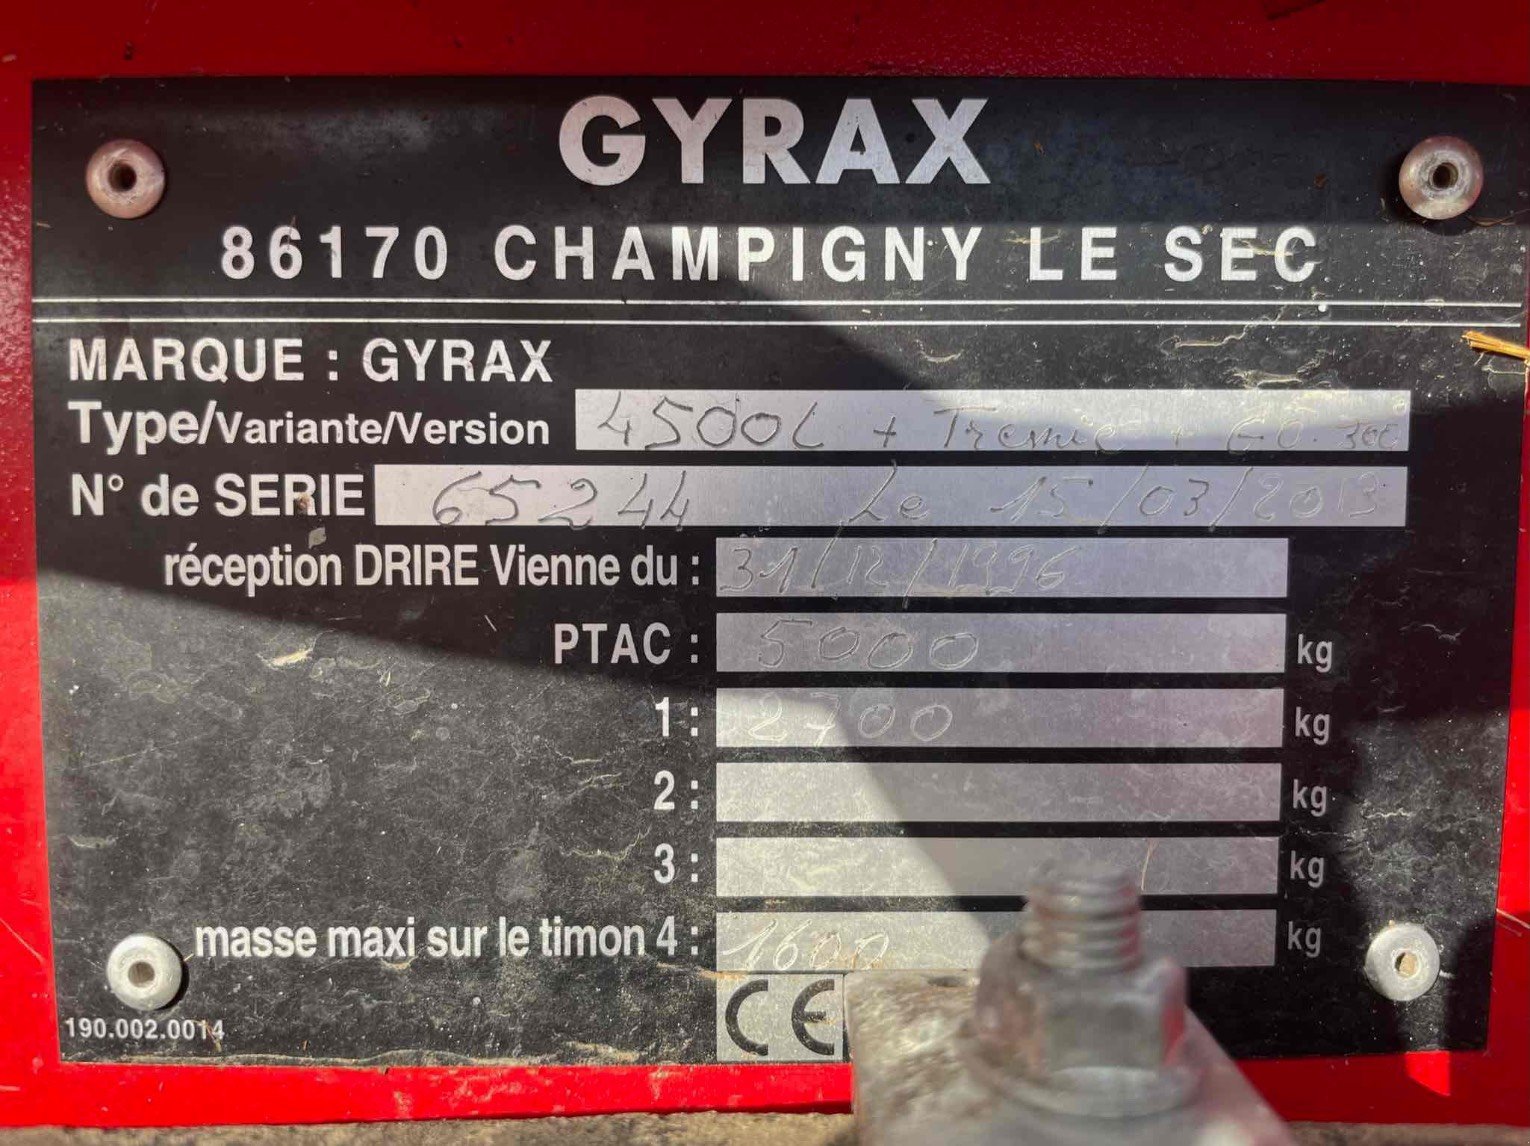 GYRAX
86170 CHAMPIGNY LE SEC
MARQUE : GYRAX
Type/Variante/Version 4500L + Tremie +
N° de SERIE 65244 Le 15/03/2013
réception DRIRE Vienne du : 31/12/1996
PTAC : 5000 kg
1 : 2700 kg
2 : kg
3 : kg
masse maxi sur le timon 4 : 1600 kg
CE
190.002.0014